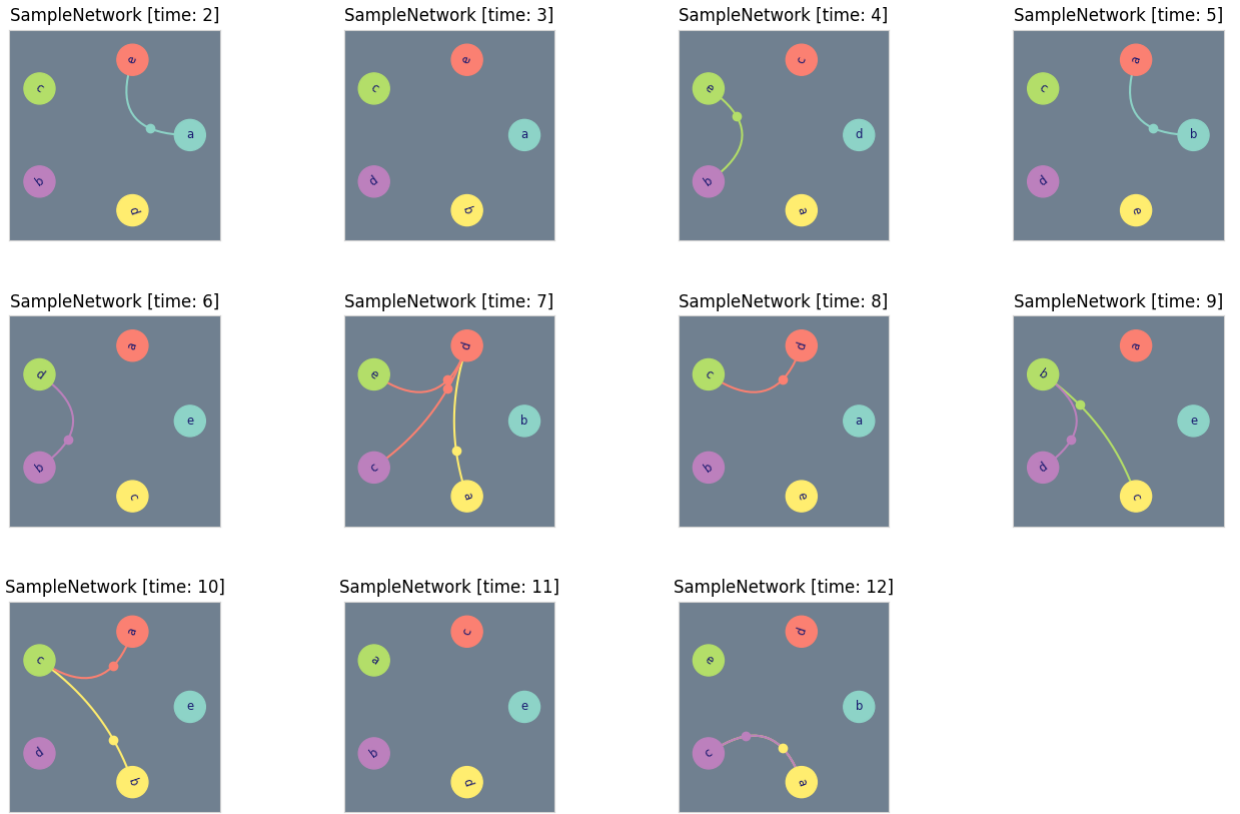 SampleNetwork [time: 2]
e
c
a
b
d
SampleNetwork [time: 3]
e
c
a
d
b
SampleNetwork [time: 4]
c
e
d
b
a
SampleNetwork [time: 5]
a
c
b
d
e
SampleNetwork [time: 6]
a
d
e
b
c
SampleNetwork [time: 7]
d
e
b
c
a
SampleNetwork [time: 8]
d
c
a
b
e
SampleNetwork [time: 9]
a
b
e
d
c
SampleNetwork [time: 10]
a
c
e
d
b
SampleNetwork [time: 11]
c
a
e
b
d
SampleNetwork [time: 12]
d
e
b
c
a